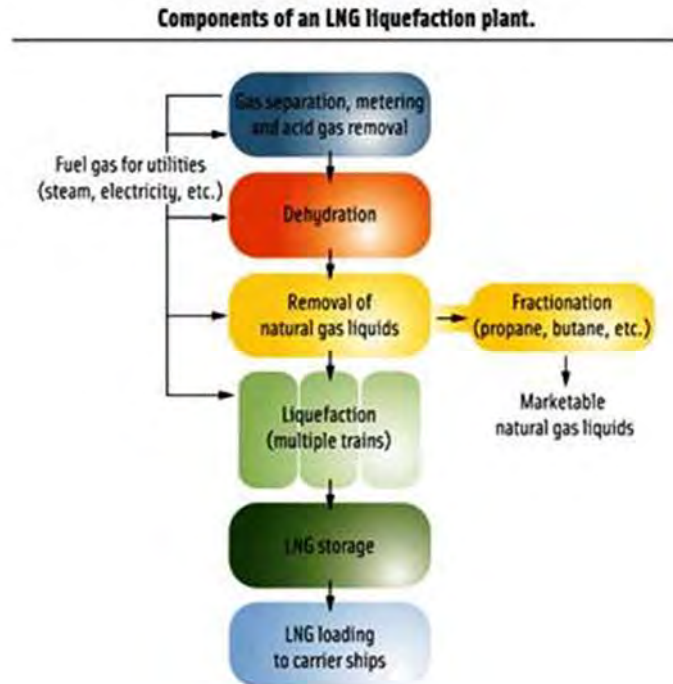 Components of an LNG liquefaction plant.
Gas separation, metering
and acid gas removal
Fuel gas for utilities
(steam, electricity, etc.)
Dehydration
Removal of
natural gas liquids
Fractionation
(propane, butane, etc.)
Marketable
natural gas liquids
Liquefaction
(multiple trains)
LNG storage
LNG loading
to carrier ships